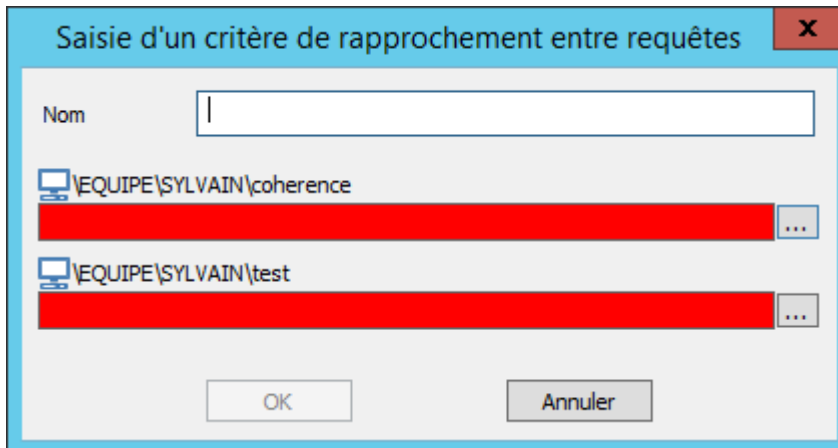 Saisie d'un critère de rapprochement entre requêtes
x
Nom
\EQUIPE\SYLVAIN\coherence
...
\EQUIPE\SYLVAIN\test
...
OK
Annuler